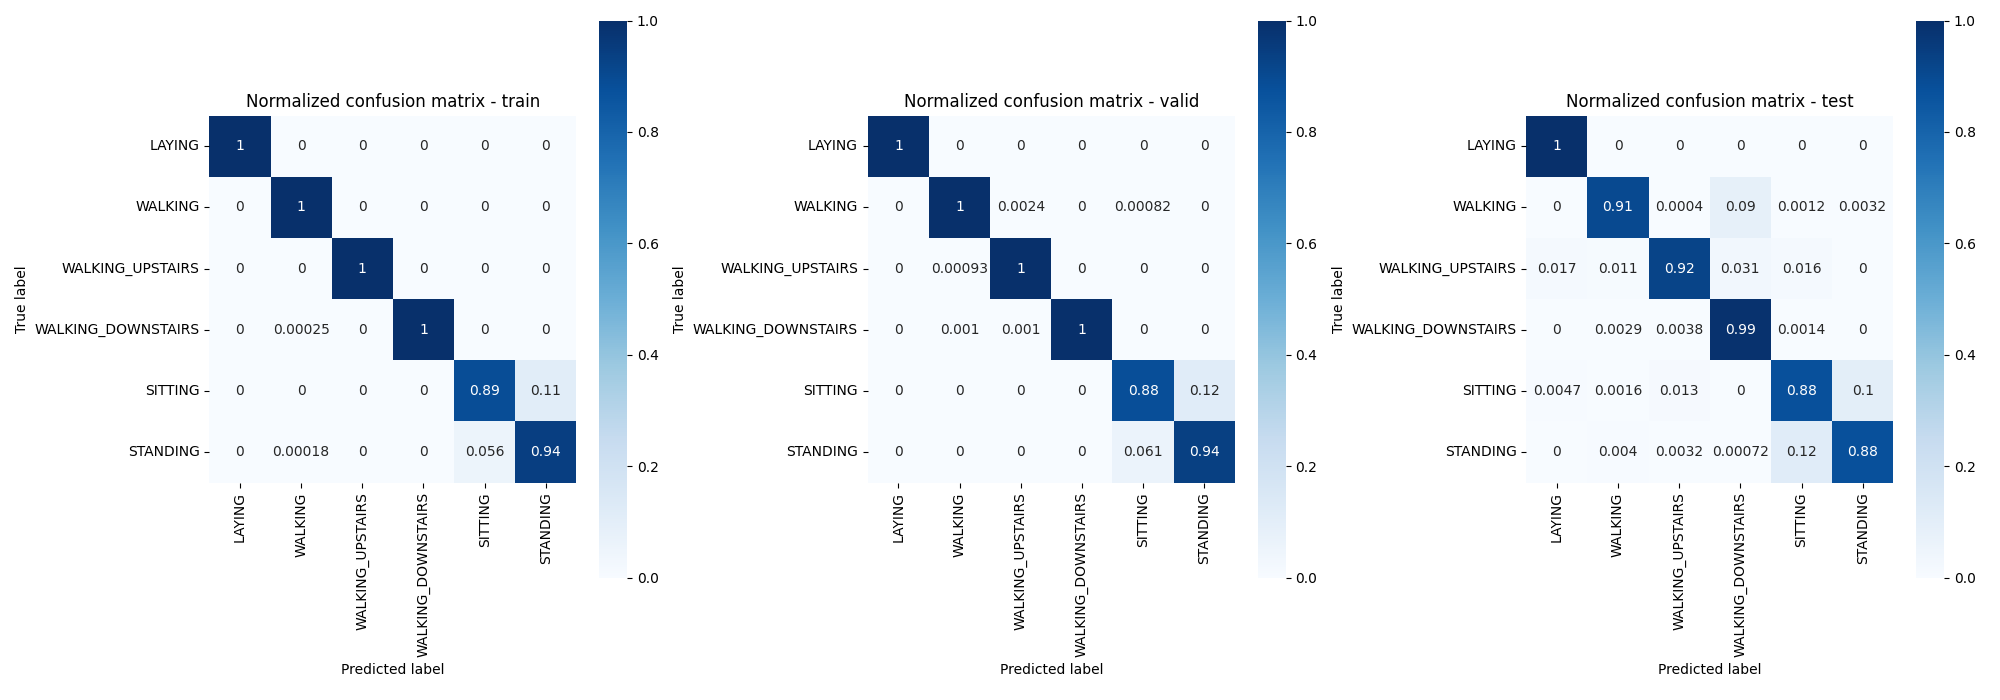 Normalized confusion matrix - train
True label
LAYING 1 0 0 0 0 0
WALKING 0 1 0 0 0 0
WALKING_UPSTAIRS 0 0 1 0 0 0
WALKING_DOWNSTAIRS 0 0.00025 0 1 0 0
SITTING 0 0 0 0 0.89 0.11
STANDING 0 0.00018 0 0 0.056 0.94
LAYING
WALKING
WALKING_UPSTAIRS
WALKING_DOWNSTAIRS
SITTING
STANDING
Predicted label
1.0
0.8
0.6
0.4
0.2
0.0
Normalized confusion matrix - valid
True label
LAYING 1 0 0 0 0 0
WALKING 0 1 0.0024 0 0.00082 0
WALKING_UPSTAIRS 0 0.00093 1 0 0 0
WALKING_DOWNSTAIRS 0 0.001 0.001 1 0 0
SITTING 0 0 0 0 0.88 0.12
STANDING 0 0 0 0 0.061 0.94
LAYING
WALKING
WALKING_UPSTAIRS
WALKING_DOWNSTAIRS
SITTING
STANDING
Predicted label
1.0
0.8
0.6
0.4
0.2
0.0
Normalized confusion matrix - test
True label
LAYING 1 0 0 0 0 0
WALKING 0 0.91 0.0004 0.09 0.0012 0.0032
WALKING_UPSTAIRS 0.017 0.011 0.92 0.031 0.016 0
WALKING_DOWNSTAIRS 0 0.0029 0.0038 0.99 0.0014 0
SITTING 0.0047 0.0016 0.013 0 0.88 0.1
STANDING 0 0.004 0.0032 0.00072 0.12 0.88
LAYING
WALKING
WALKING_UPSTAIRS
WALKING_DOWNSTAIRS
SITTING
STANDING
Predicted label
1.0
0.8
0.6
0.4
0.2
0.0